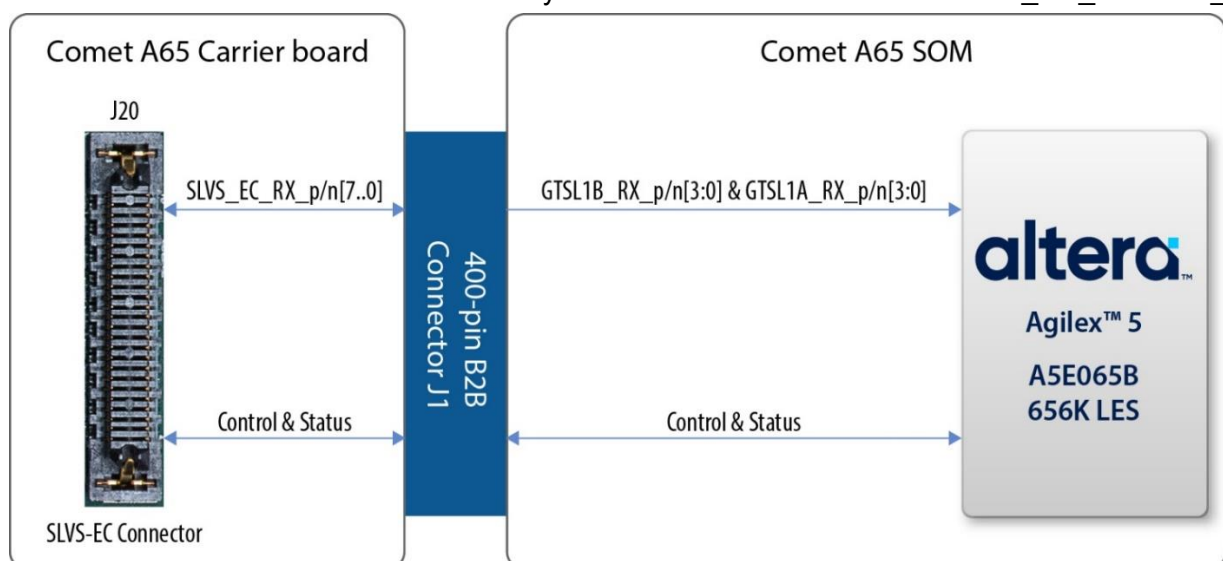 Comet A65 Carrier board
Comet A65 SOM
J20
SLVS_EC_RX_p/n[7..0]
GTSL1B_RX_p/n[3:0] & GTSL1A_RX_p/n[3:0]
400-pin B2B
Connector J1
altera™
Agilex™ 5
A5E065B
656K LES
Control & Status
Control & Status
SLVS-EC Connector